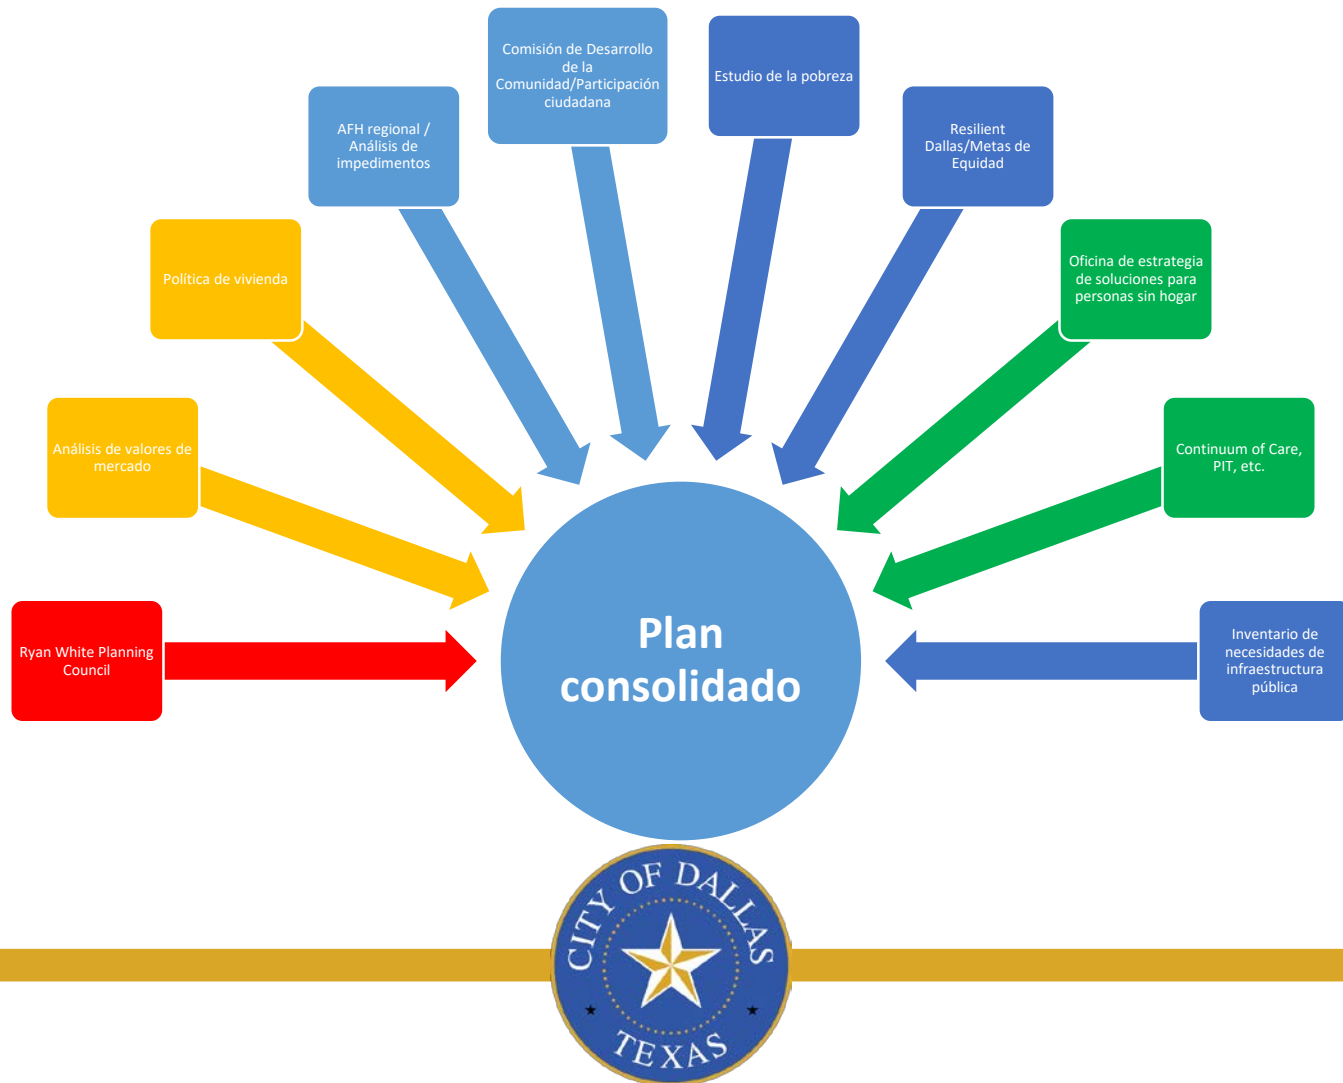 Comisión de Desarrollo
de la
Comunidad/Participación
ciudadana
Estudio de la pobreza
AFH regional /
Análisis de
impedimentos
Resilient
Dallas/Metas de
Equidad
Política de vivienda
Oficina de estrategia
de soluciones para
personas sin hogar
Análisis de valores de
mercado
Continuum of Care,
PIT, etc.
Ryan White Planning
Council
Plan
consolidado
Inventario de
necesidades de
infraestructura
pública
CITY OF DALLAS
TEXAS